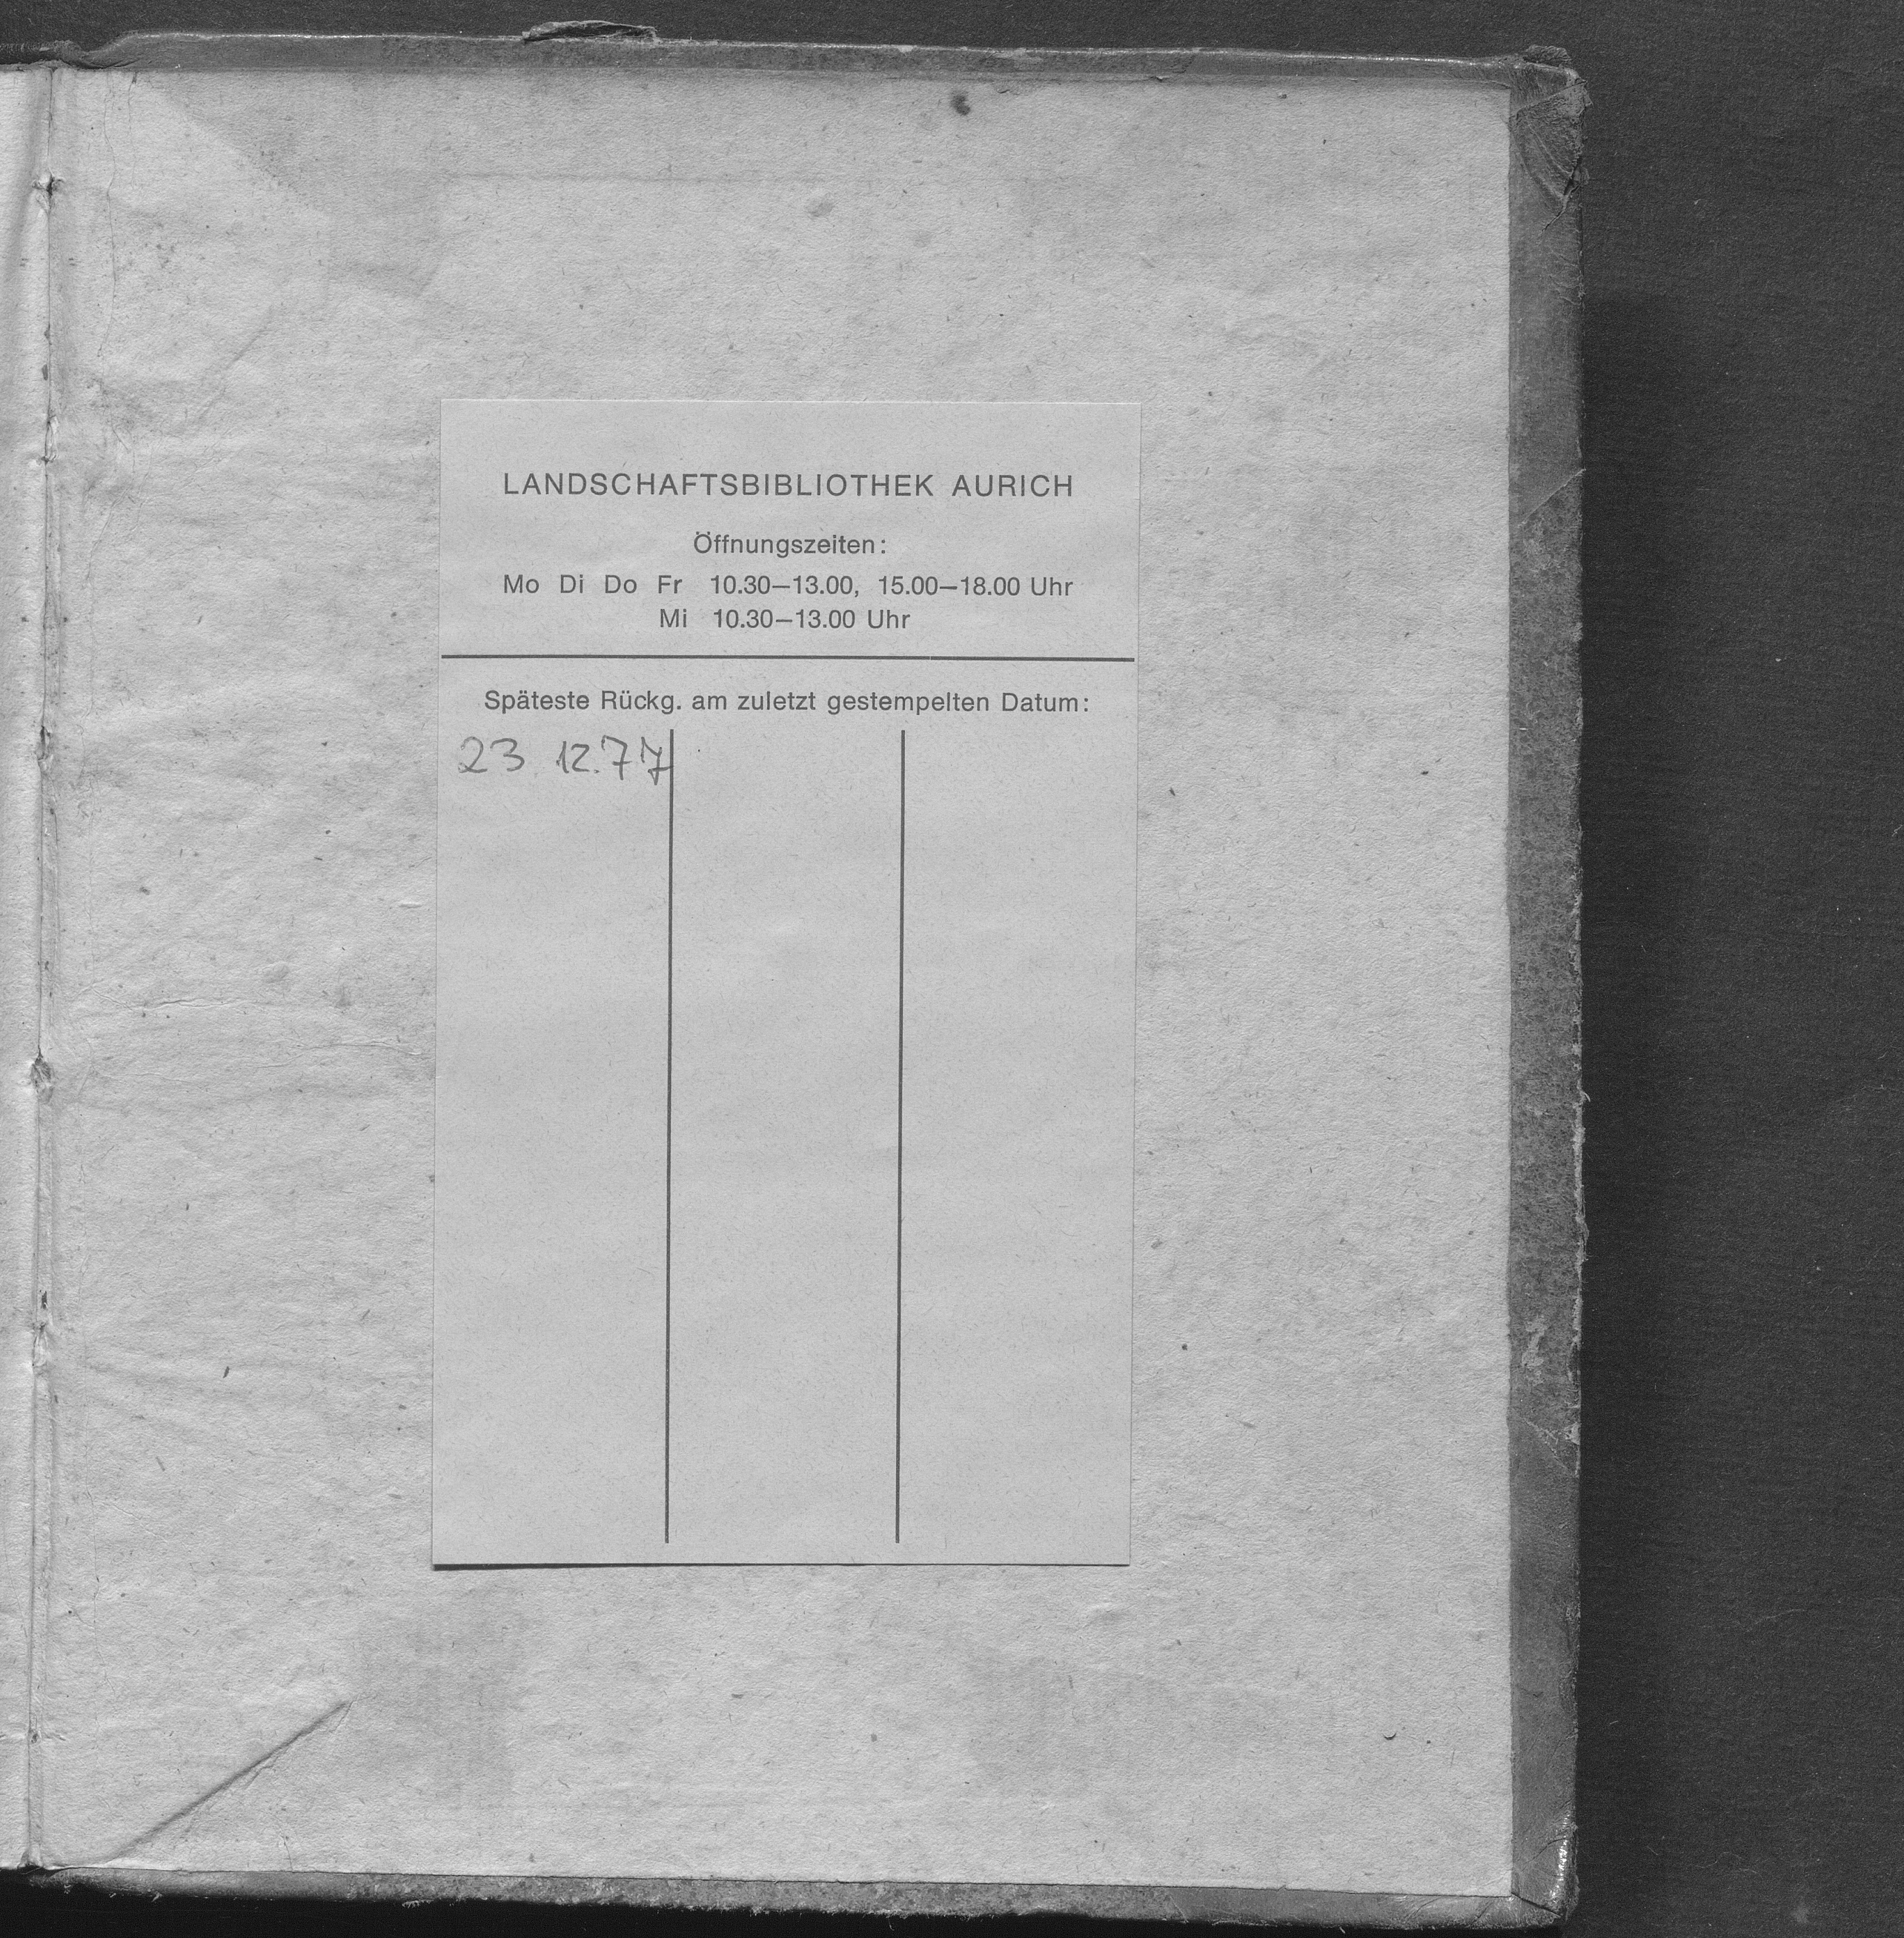 LANDSCHAFTSBIBLIOTHEK AURICH
Öffnungszeiten:
Mo Di Do Fr 10.30—13.00, 15.00—18.00 Uhr
Mi 10.30—13.00 Uhr
Späteste Rückg. am zuletzt gestempelten Datum:
23 12.77